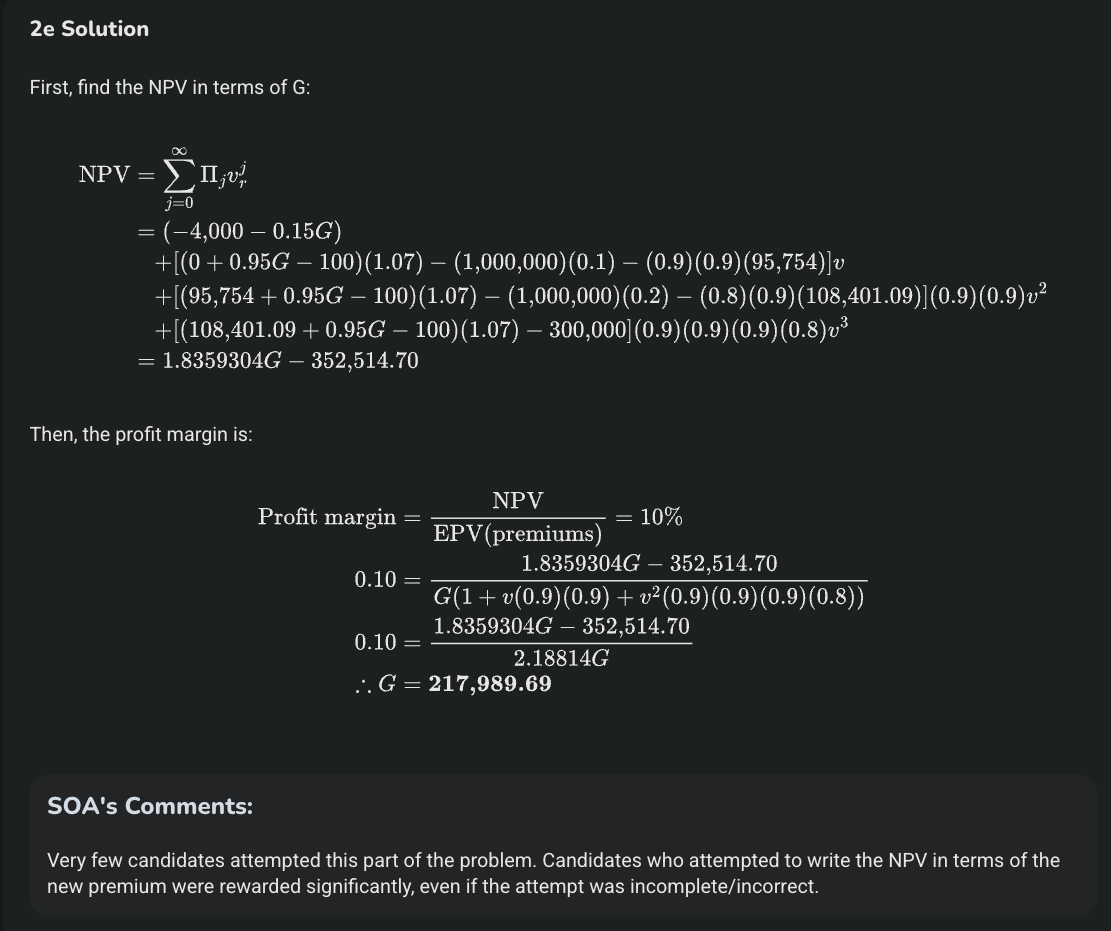 2e Solution
First, find the NPV in terms of G:
NPV = \sum_{j=0}^{\infty} \Pi_j v_r^j
= (−4,000 − 0.15G)
+[(0 + 0.95G − 100)(1.07) − (1,000,000)(0.1) − (0.9)(0.9)(95,754)]v
+[(95,754 + 0.95G − 100)(1.07) − (1,000,000)(0.2) − (0.8)(0.9)(108,401.09)](0.9)(0.9)v^2
+[(108,401.09 + 0.95G − 100)(1.07) − 300,000](0.9)(0.9)(0.9)(0.8)v^3
= 1.8359304G − 352,514.70
Then, the profit margin is:
Profit margin = \frac{NPV}{EPV(premiums)} = 10%
0.10 = \frac{1.8359304G − 352,514.70}{G(1 + v(0.9)(0.9) + v^2(0.9)(0.9)(0.9)(0.8))}
0.10 = \frac{1.8359304G − 352,514.70}{2.18814G}
∴ G = 217,989.69
SOA's Comments:
Very few candidates attempted this part of the problem. Candidates who attempted to write the NPV in terms of the
new premium were rewarded significantly, even if the attempt was incomplete/incorrect.